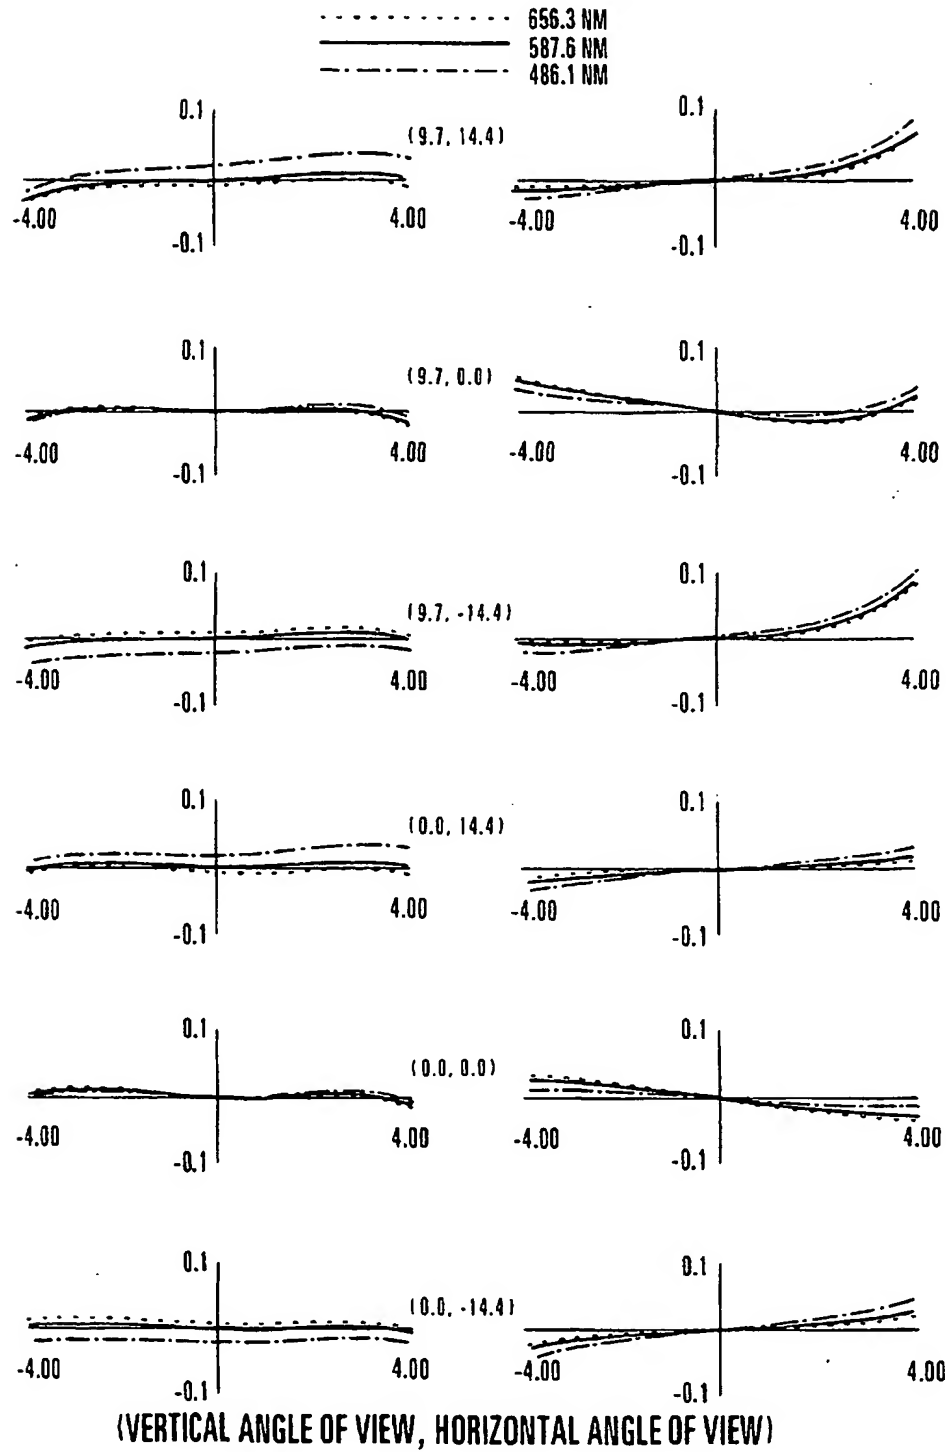 656.3 NM
587.6 NM
486.1 NM
0.1 (9.7, 14.4) 0.1
-4.00 4.00 -4.00 4.00
-0.1 -0.1
0.1 (9.7, 0.0) 0.1
-4.00 4.00 -4.00 4.00
-0.1 -0.1
0.1 (9.7, -14.4) 0.1
-4.00 4.00 -4.00 4.00
-0.1 -0.1
0.1 (0.0, 14.4) 0.1
-4.00 4.00 -4.00 4.00
-0.1 -0.1
0.1 (0.0, 0.0) 0.1
-4.00 4.00 -4.00 4.00
-0.1 -0.1
0.1 (0.0, -14.4) 0.1
-4.00 4.00 -4.00 4.00
-0.1 -0.1
(VERTICAL ANGLE OF VIEW, HORIZONTAL ANGLE OF VIEW)